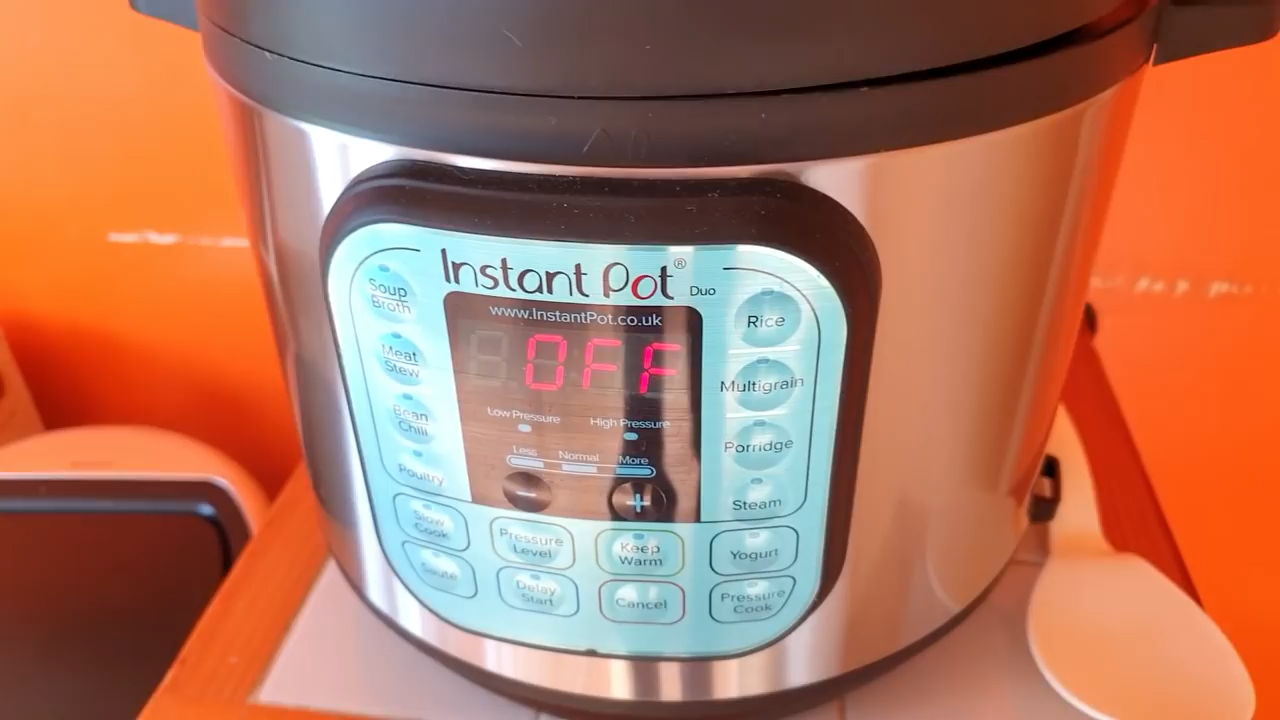 Instant Pot® Duo
www.InstantPot.co.uk
OFF
Low Pressure
High Pressure
Less
Normal
More
+
Soup
Broth
Meat
Stew
Bean
Chili
Poultry
Slow
Cook
Sauté
Rice
Multigrain
Porridge
Steam
Pressure
Level
Keep
Warm
Yogurt
Delay
Start
Cancel
Pressure
Cook